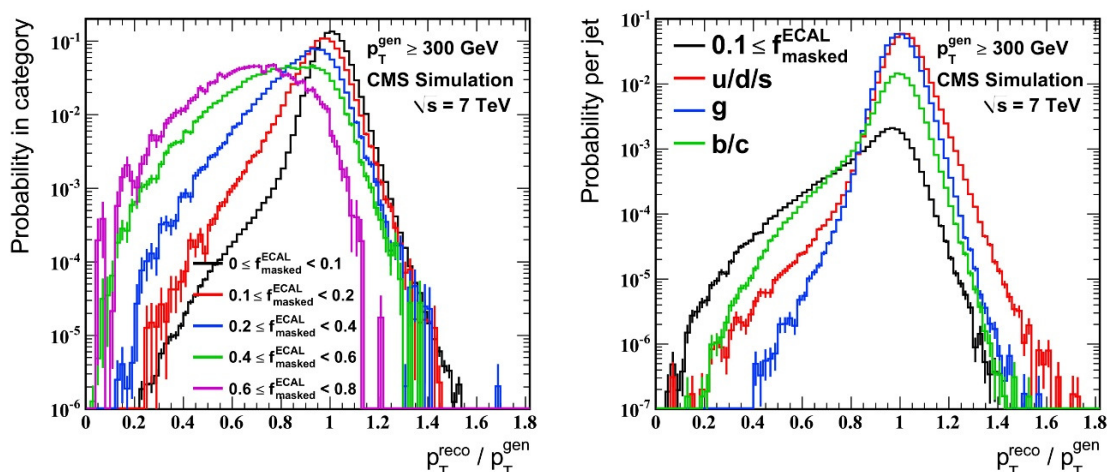 Probability in category
10⁻¹
10⁻²
10⁻³
10⁻⁴
10⁻⁵
10⁻⁶
p_T^gen ≥ 300 GeV
CMS Simulation
√s = 7 TeV
0 ≤ f_masked^ECAL < 0.1
0.1 ≤ f_masked^ECAL < 0.2
0.2 ≤ f_masked^ECAL < 0.4
0.4 ≤ f_masked^ECAL < 0.6
0.6 ≤ f_masked^ECAL < 0.8
0 0.2 0.4 0.6 0.8 1 1.2 1.4 1.6 1.8
p_T^reco / p_T^gen
Probability per jet
10⁻¹
10⁻²
10⁻³
10⁻⁴
10⁻⁵
10⁻⁶
10⁻⁷
0.1 ≤ f_masked^ECAL
u/d/s
g
b/c
p_T^gen ≥ 300 GeV
CMS Simulation
√s = 7 TeV
0 0.2 0.4 0.6 0.8 1 1.2 1.4 1.6 1.8
p_T^reco / p_T^gen